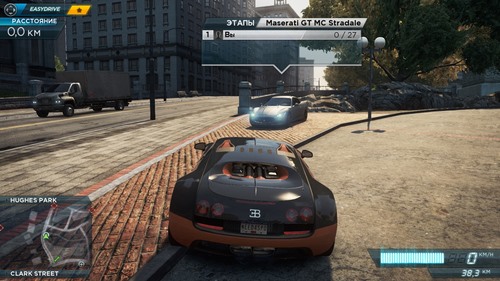 EASYDRIVE
РАССТОЯНИЕ
0,0 КМ
ЭТАПЫ Maserati GT MC Stradale
1 Вы 0 / 27
HUGHES PARK
CLARK STREET
0 КМ/Ч
38,3 КМ